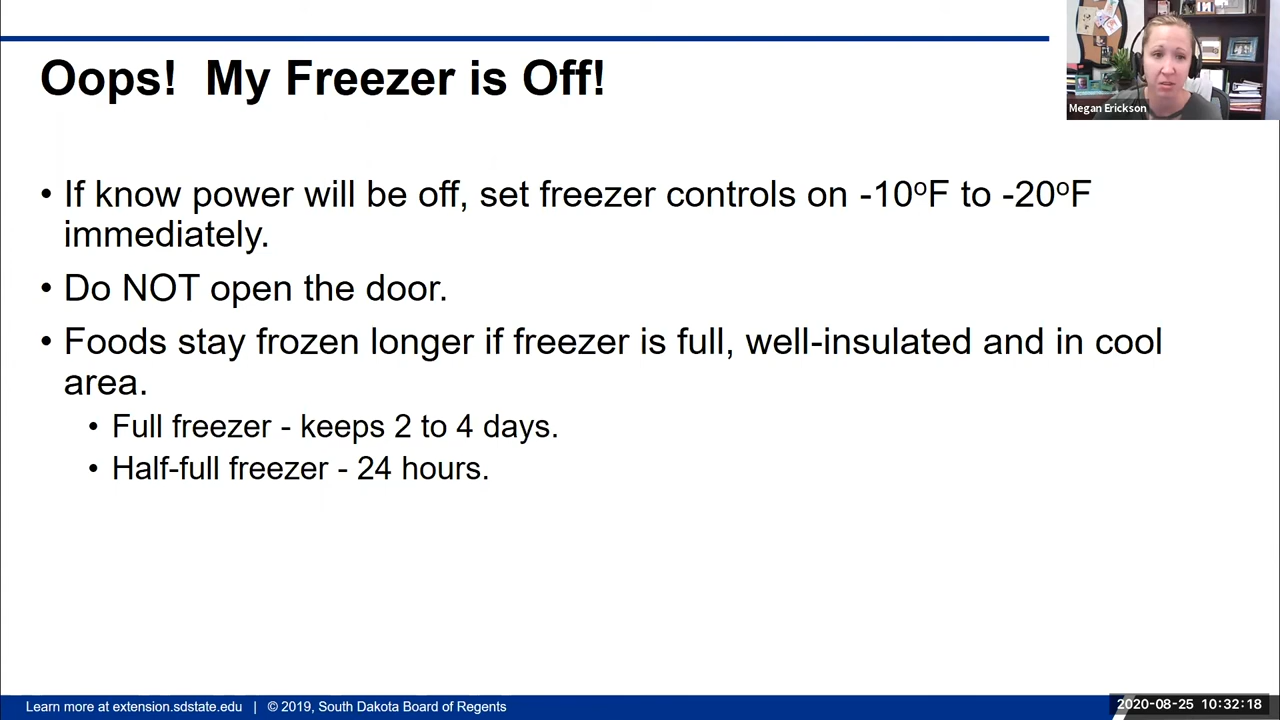 Oops! My Freezer is Off!
Megan Erickson
• If know power will be off, set freezer controls on -10ºF to -20ºF
immediately.
• Do NOT open the door.
• Foods stay frozen longer if freezer is full, well-insulated and in cool
area.
• Full freezer - keeps 2 to 4 days.
• Half-full freezer - 24 hours.
Learn more at extension.sdstate.edu | © 2019, South Dakota Board of Regents
2020-08-25 10:32:18